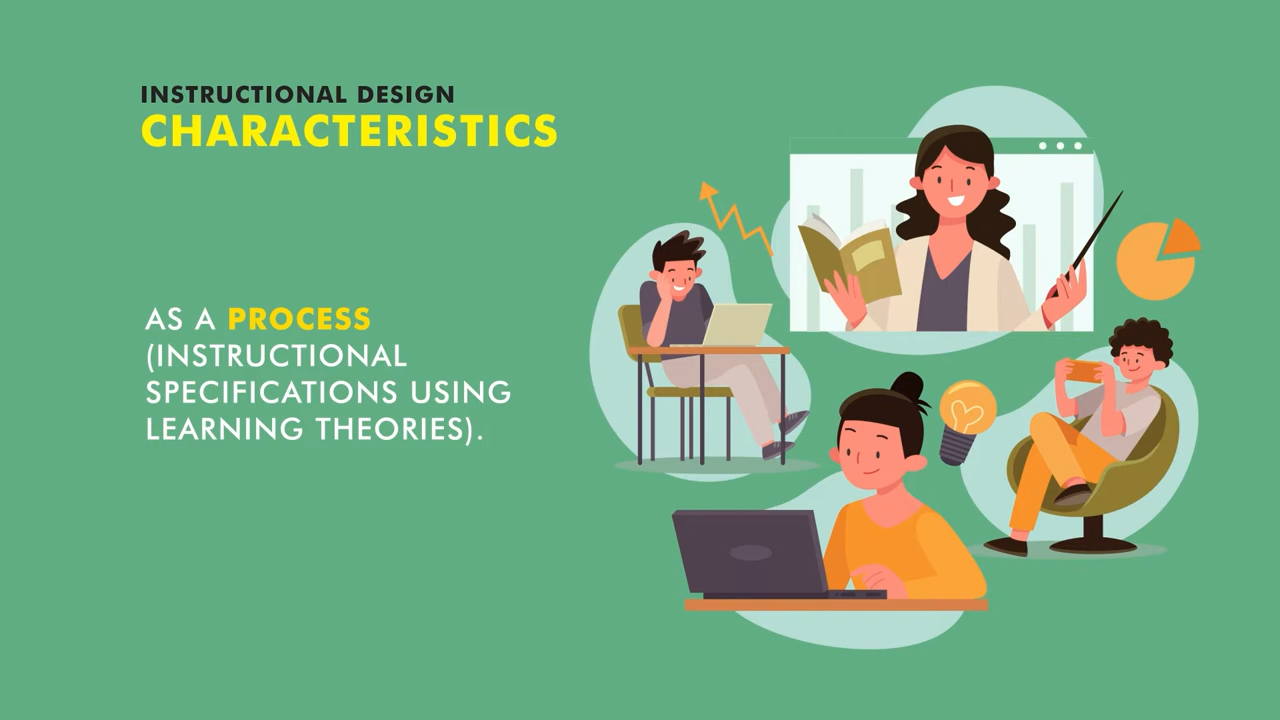 INSTRUCTIONAL DESIGN
CHARACTERISTICS
AS A PROCESS
(INSTRUCTIONAL
SPECIFICATIONS USING
LEARNING THEORIES).